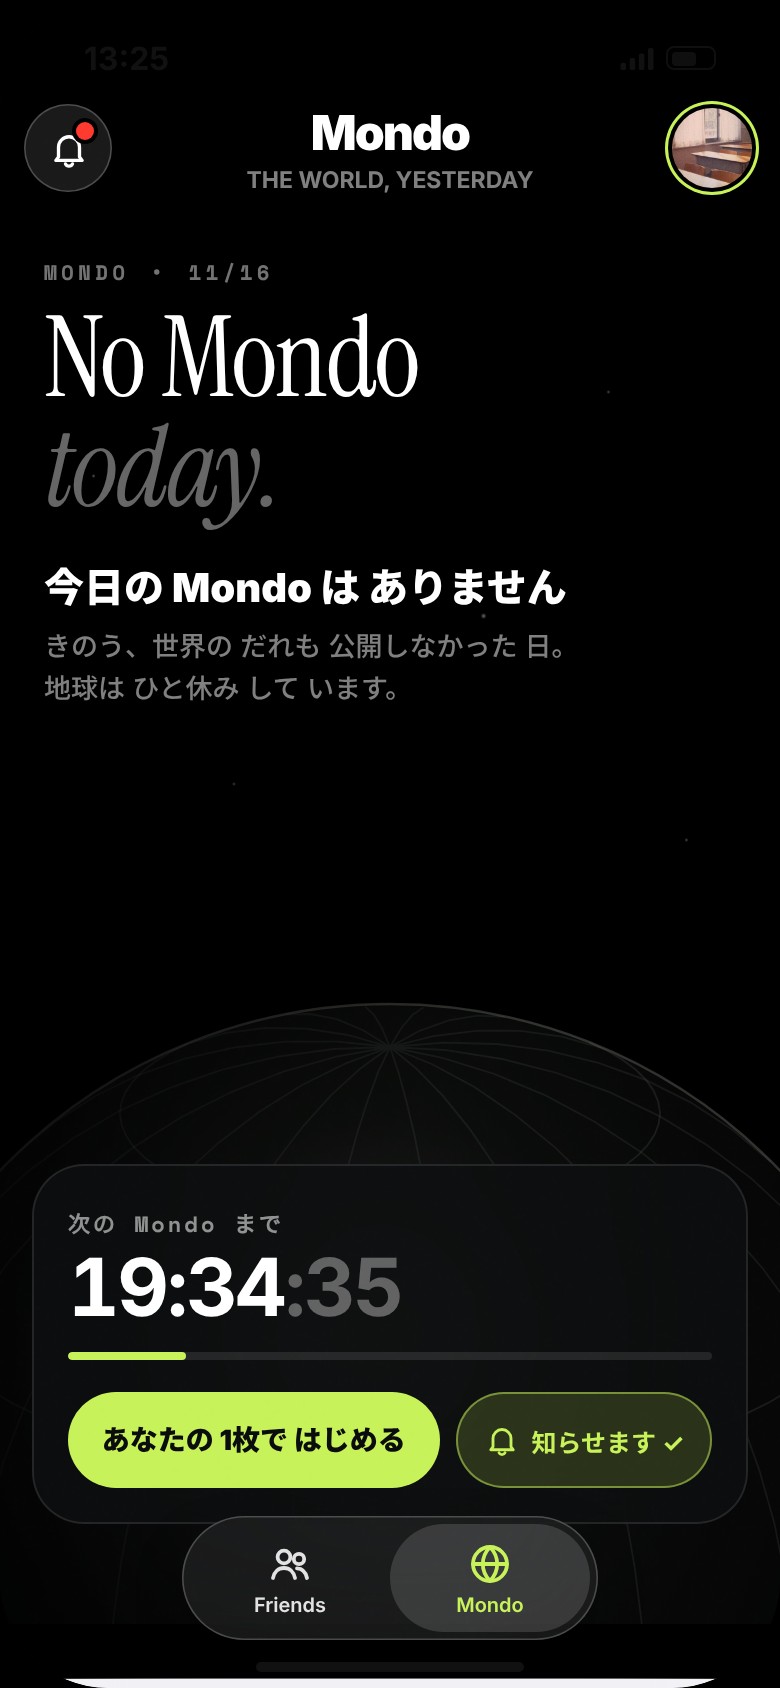 13:25
Mondo
THE WORLD, YESTERDAY
MONDO • 11/16
No Mondo
today.
今日の Mondo は ありません
きのう、世界の だれも 公開しなかった 日。
地球は ひと休み して います。
次の Mondo まで
19:34:35
あなたの 1枚で はじめる
知らせます ✓
Friends
Mondo